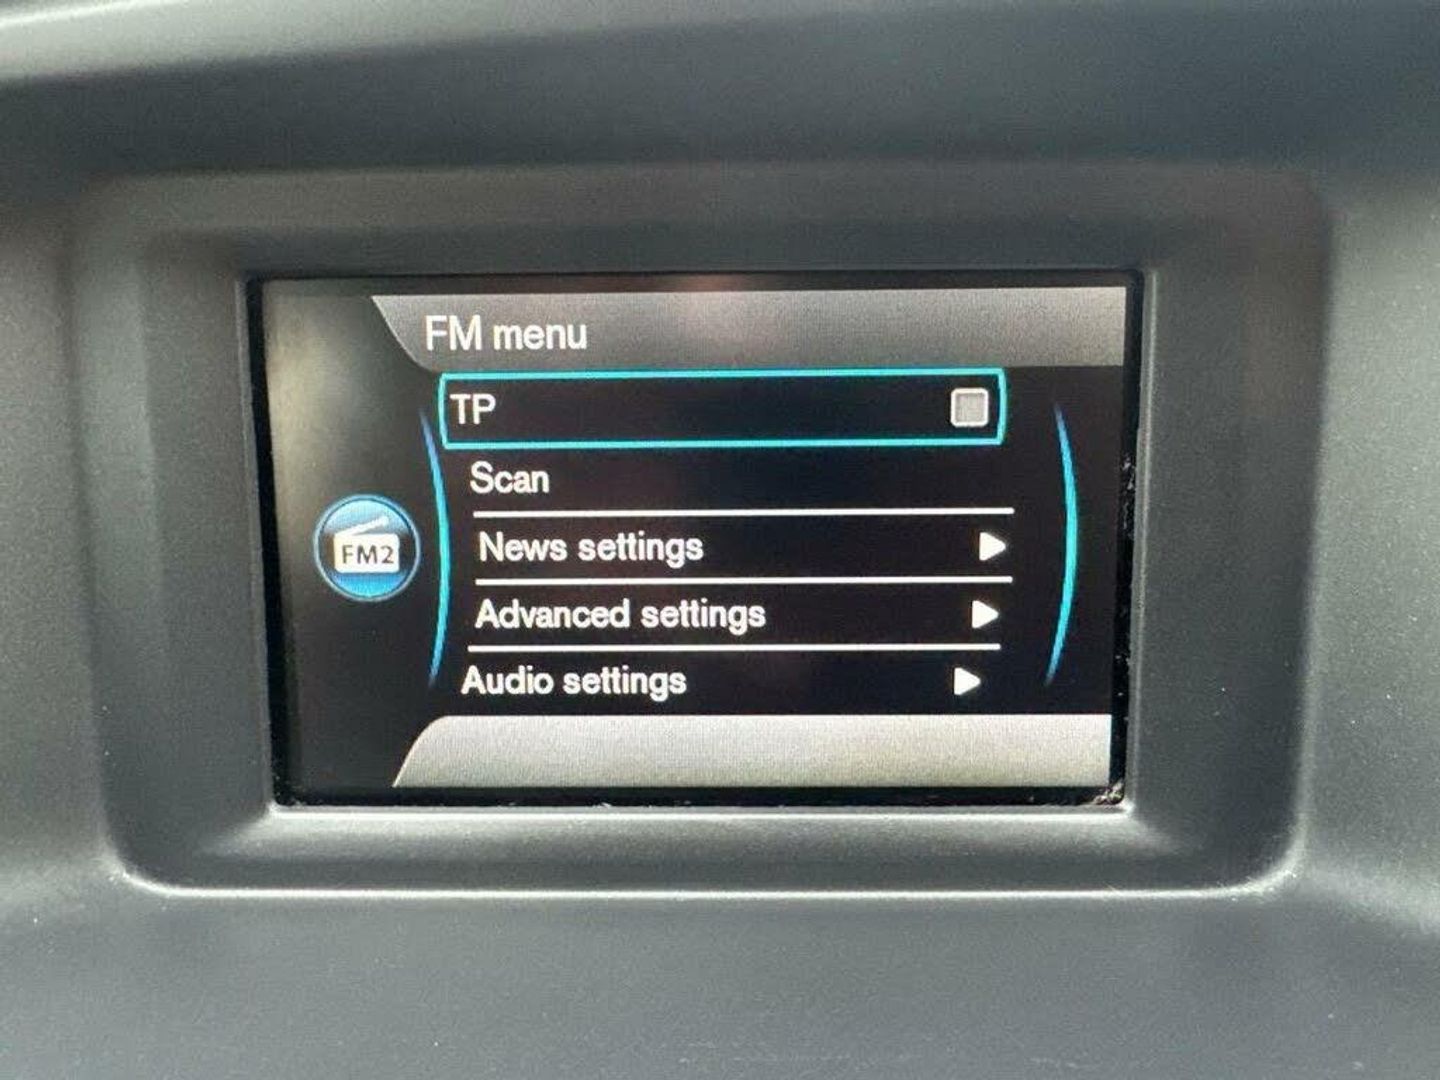 FM menu
TP
Scan
News settings
FM2
Advanced settings
Audio settings